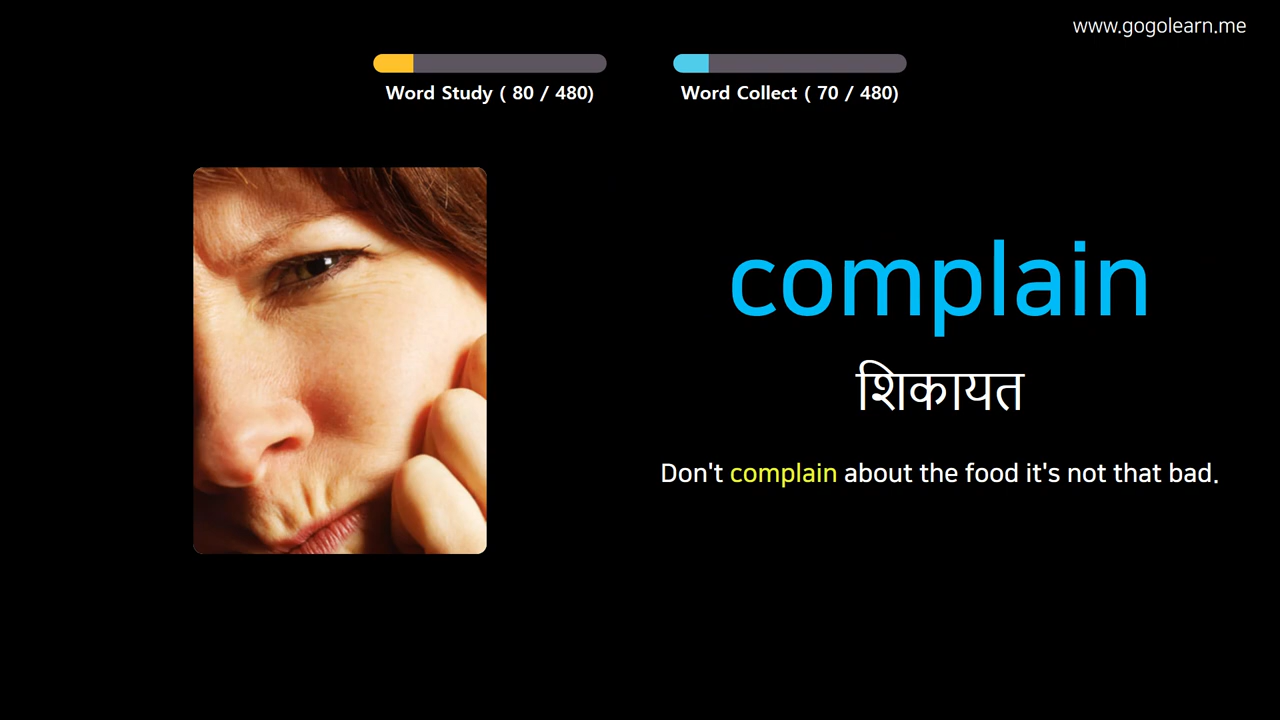 www.gogolearn.me
Word Study ( 80 / 480)
Word Collect ( 70 / 480)
complain
शिकायत
Don't complain about the food it's not that bad.